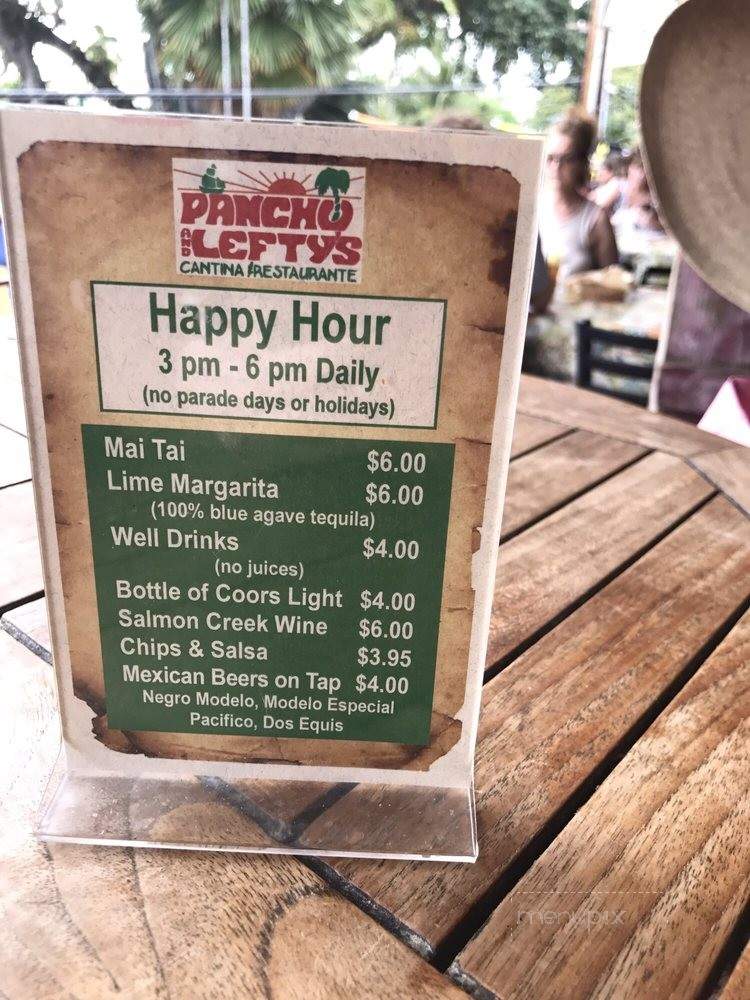 PANCHO
AND LEFTY'S
CANTINA & RESTAURANTE
Happy Hour
3 pm - 6 pm Daily
(no parade days or holidays)
Mai Tai $6.00
Lime Margarita $6.00
(100% blue agave tequila)
Well Drinks $4.00
(no juices)
Bottle of Coors Light $4.00
Salmon Creek Wine $6.00
Chips & Salsa $3.95
Mexican Beers on Tap $4.00
Negro Modelo, Modelo Especial
Pacifico, Dos Equis
menupix